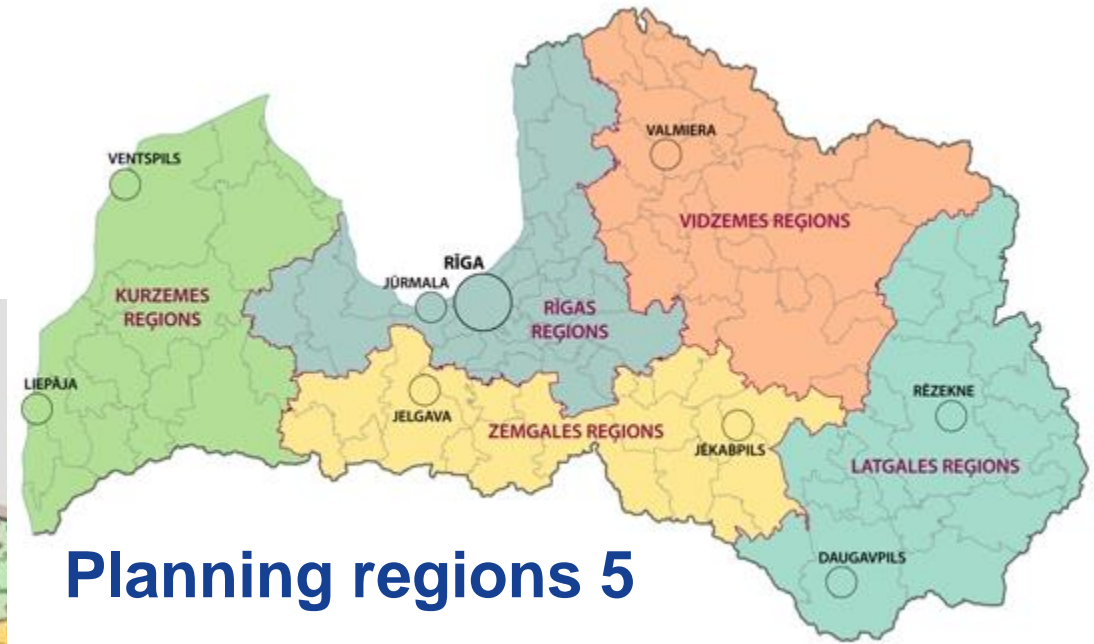 VENTSPILS
VALMIERA
VIDZEMES REĢIONS
RĪGA
JŪRMALA
KURZEMES
REĢIONS
RĪGAS
REĢIONS
LIEPĀJA
JELGAVA
RĒZEKNE
ZEMGALES REĢIONS
JĒKABPILS
LATGALES REĢIONS
DAUGAVPILS
Planning regions 5